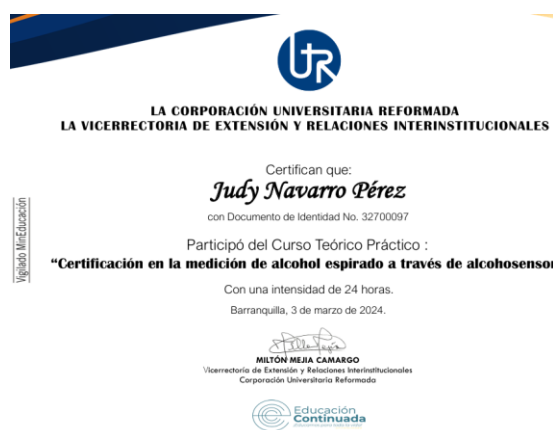 UR
LA CORPORACIÓN UNIVERSITARIA REFORMADA
LA VICERRECTORIA DE EXTENSIÓN Y RELACIONES INTERINSTITUCIONALES
Certifican que:
Judy Navarro Pérez
con Documento de Identidad No. 32700097
Participó del Curso Teórico Práctico :
“Certificación en la medición de alcohol espirado a través de alcohosensor
Con una intensidad de 24 horas.
Barranquilla, 3 de marzo de 2024.
MILTÓN MEJIA CAMARGO
Vicerrectoría de Extensión y Relaciones Interinstitucionales
Corporación Universitaria Reformada
Educación
Continuada
Vigilado MinEducación